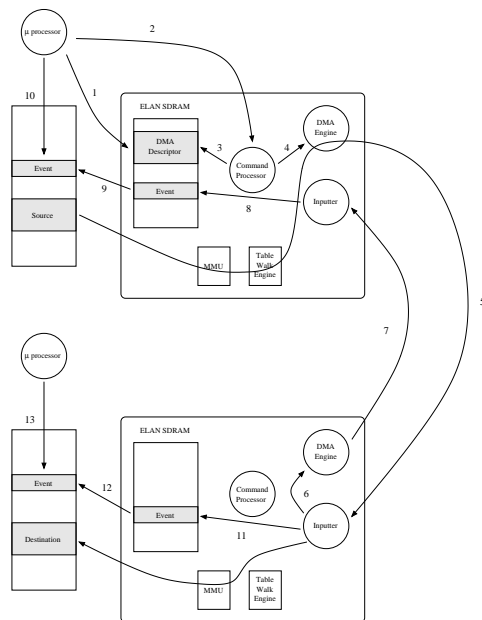 μ processor
2
1
10
ELAN SDRAM
DMA
Descriptor
3
4
DMA
Engine
Command
Processor
Event
9
Event
8
Inputter
Source
MMU
Table
Walk
Engine
5
7
μ processor
13
ELAN SDRAM
DMA
Engine
Event
12
Command
Processor
6
Event
11
Inputter
Destination
MMU
Table
Walk
Engine